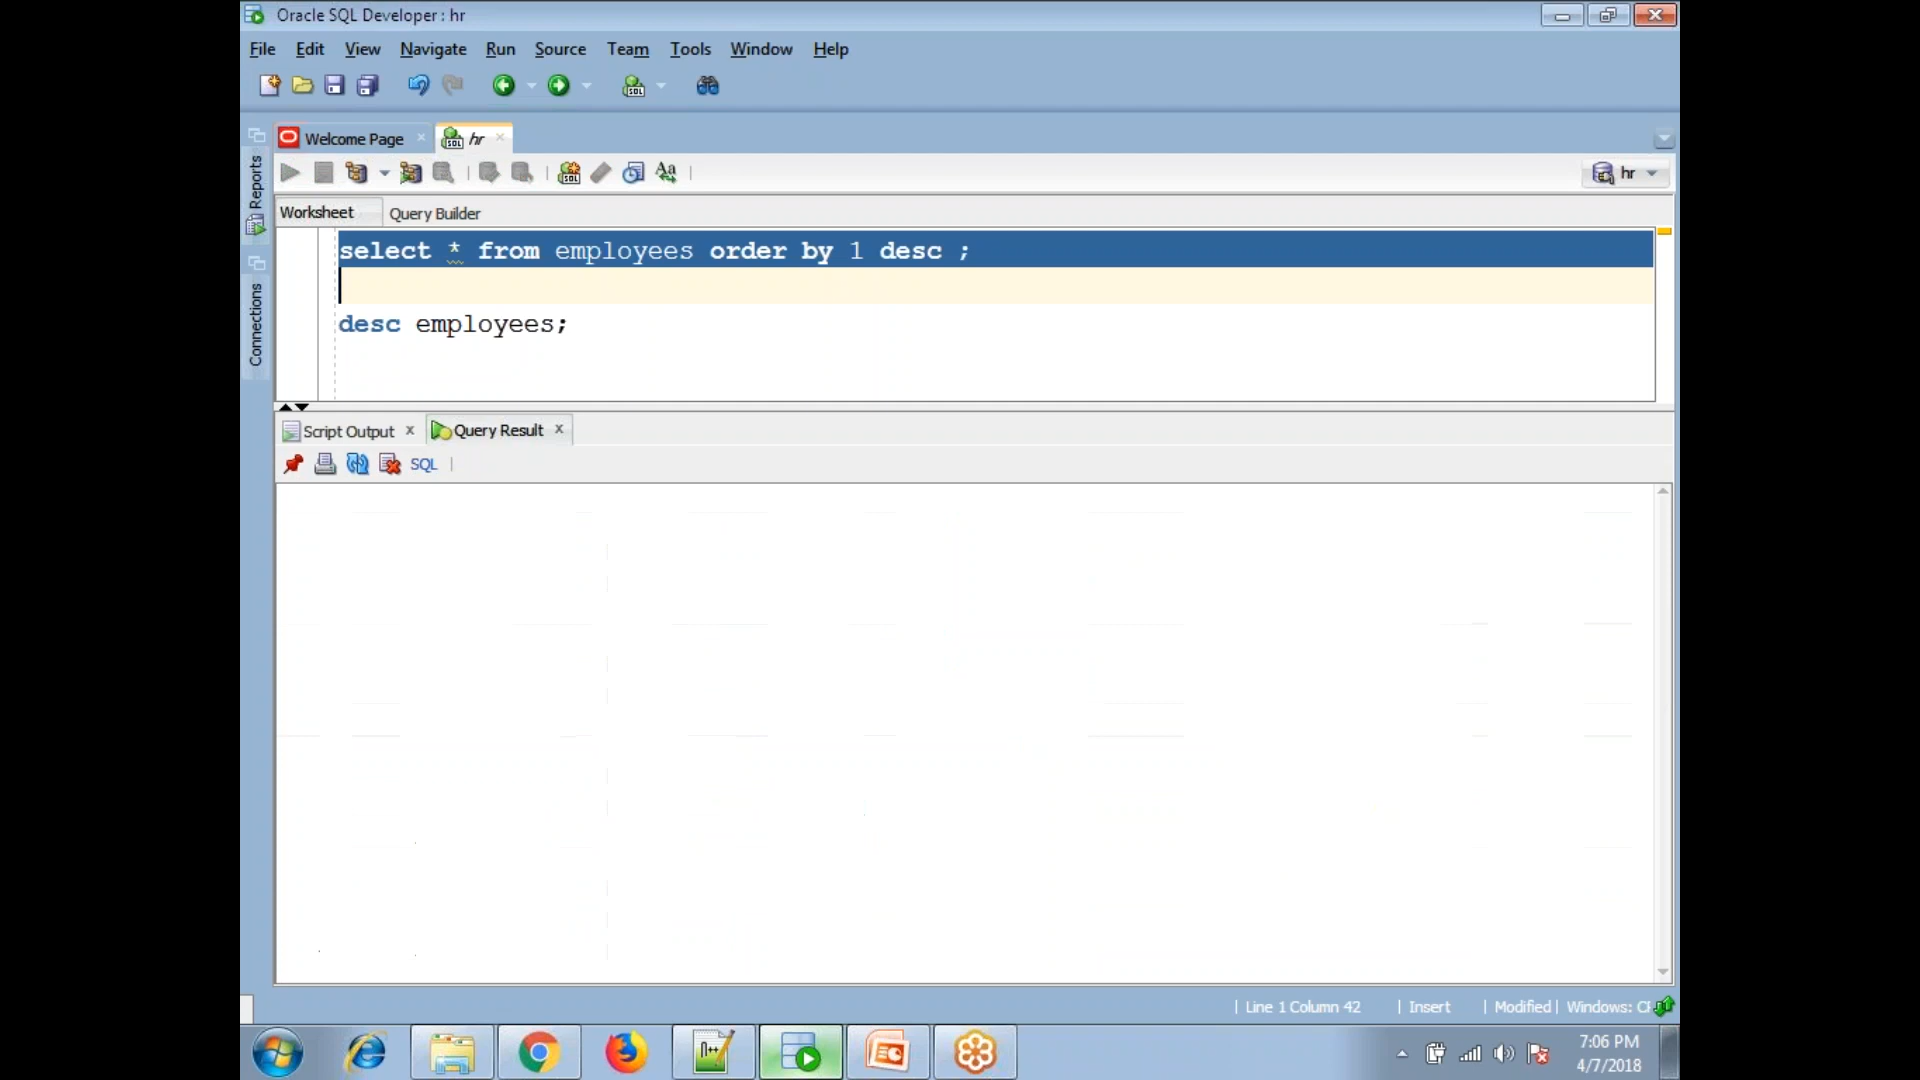 Oracle SQL Developer : hr
File Edit View Navigate Run Source Team Tools Window Help
Welcome Page hr
hr
Worksheet Query Builder
Reports
Connections
select * from employees order by 1 desc ;
desc employees;
Script Output Query Result
SQL
Line 1 Column 42 Insert Modified Windows:
7:06 PM
4/7/2018